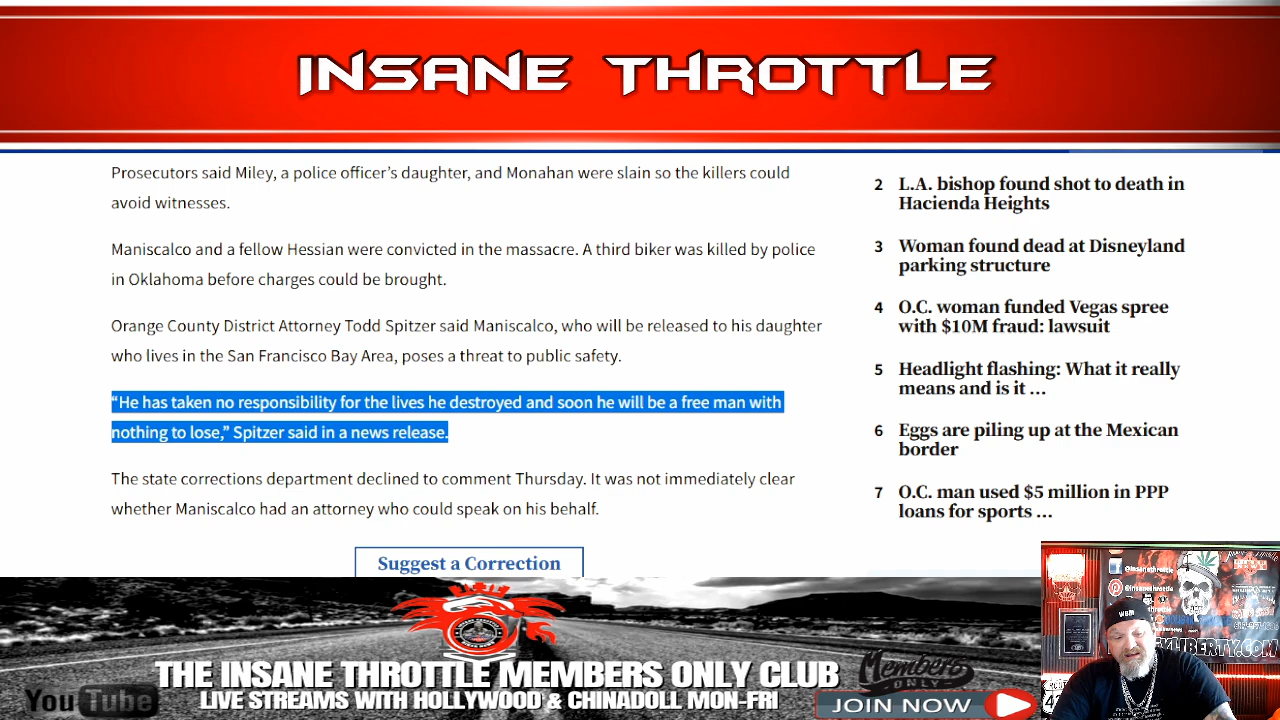 INSANE THROTTLE
Prosecutors said Miley, a police officer's daughter, and Monahan were slain so the killers could
avoid witnesses.
Maniscalco and a fellow Hessian were convicted in the massacre. A third biker was killed by police
in Oklahoma before charges could be brought.
Orange County District Attorney Todd Spitzer said Maniscalco, who will be released to his daughter
who lives in the San Francisco Bay Area, poses a threat to public safety.
“He has taken no responsibility for the lives he destroyed and soon he will be a free man with
nothing to lose,” Spitzer said in a news release.
The state corrections department declined to comment Thursday. It was not immediately clear
whether Maniscalco had an attorney who could speak on his behalf.
Suggest a Correction
2 L.A. bishop found shot to death in
Hacienda Heights
3 Woman found dead at Disneyland
parking structure
4 O.C. woman funded Vegas spree
with $10M fraud: lawsuit
5 Headlight flashing: What it really
means and is it ...
6 Eggs are piling up at the Mexican
border
7 O.C. man used $5 million in PPP
loans for sports ...
THE INSANE THROTTLE MEMBERS ONLY CLUB
LIVE STREAMS WITH HOLLYWOOD & CHINADOLL MON-FRI
YouTube
Members
ONLY
JOIN NOW
@insanethrottle
@insanethrottle
throttle
LIBERTY.COM